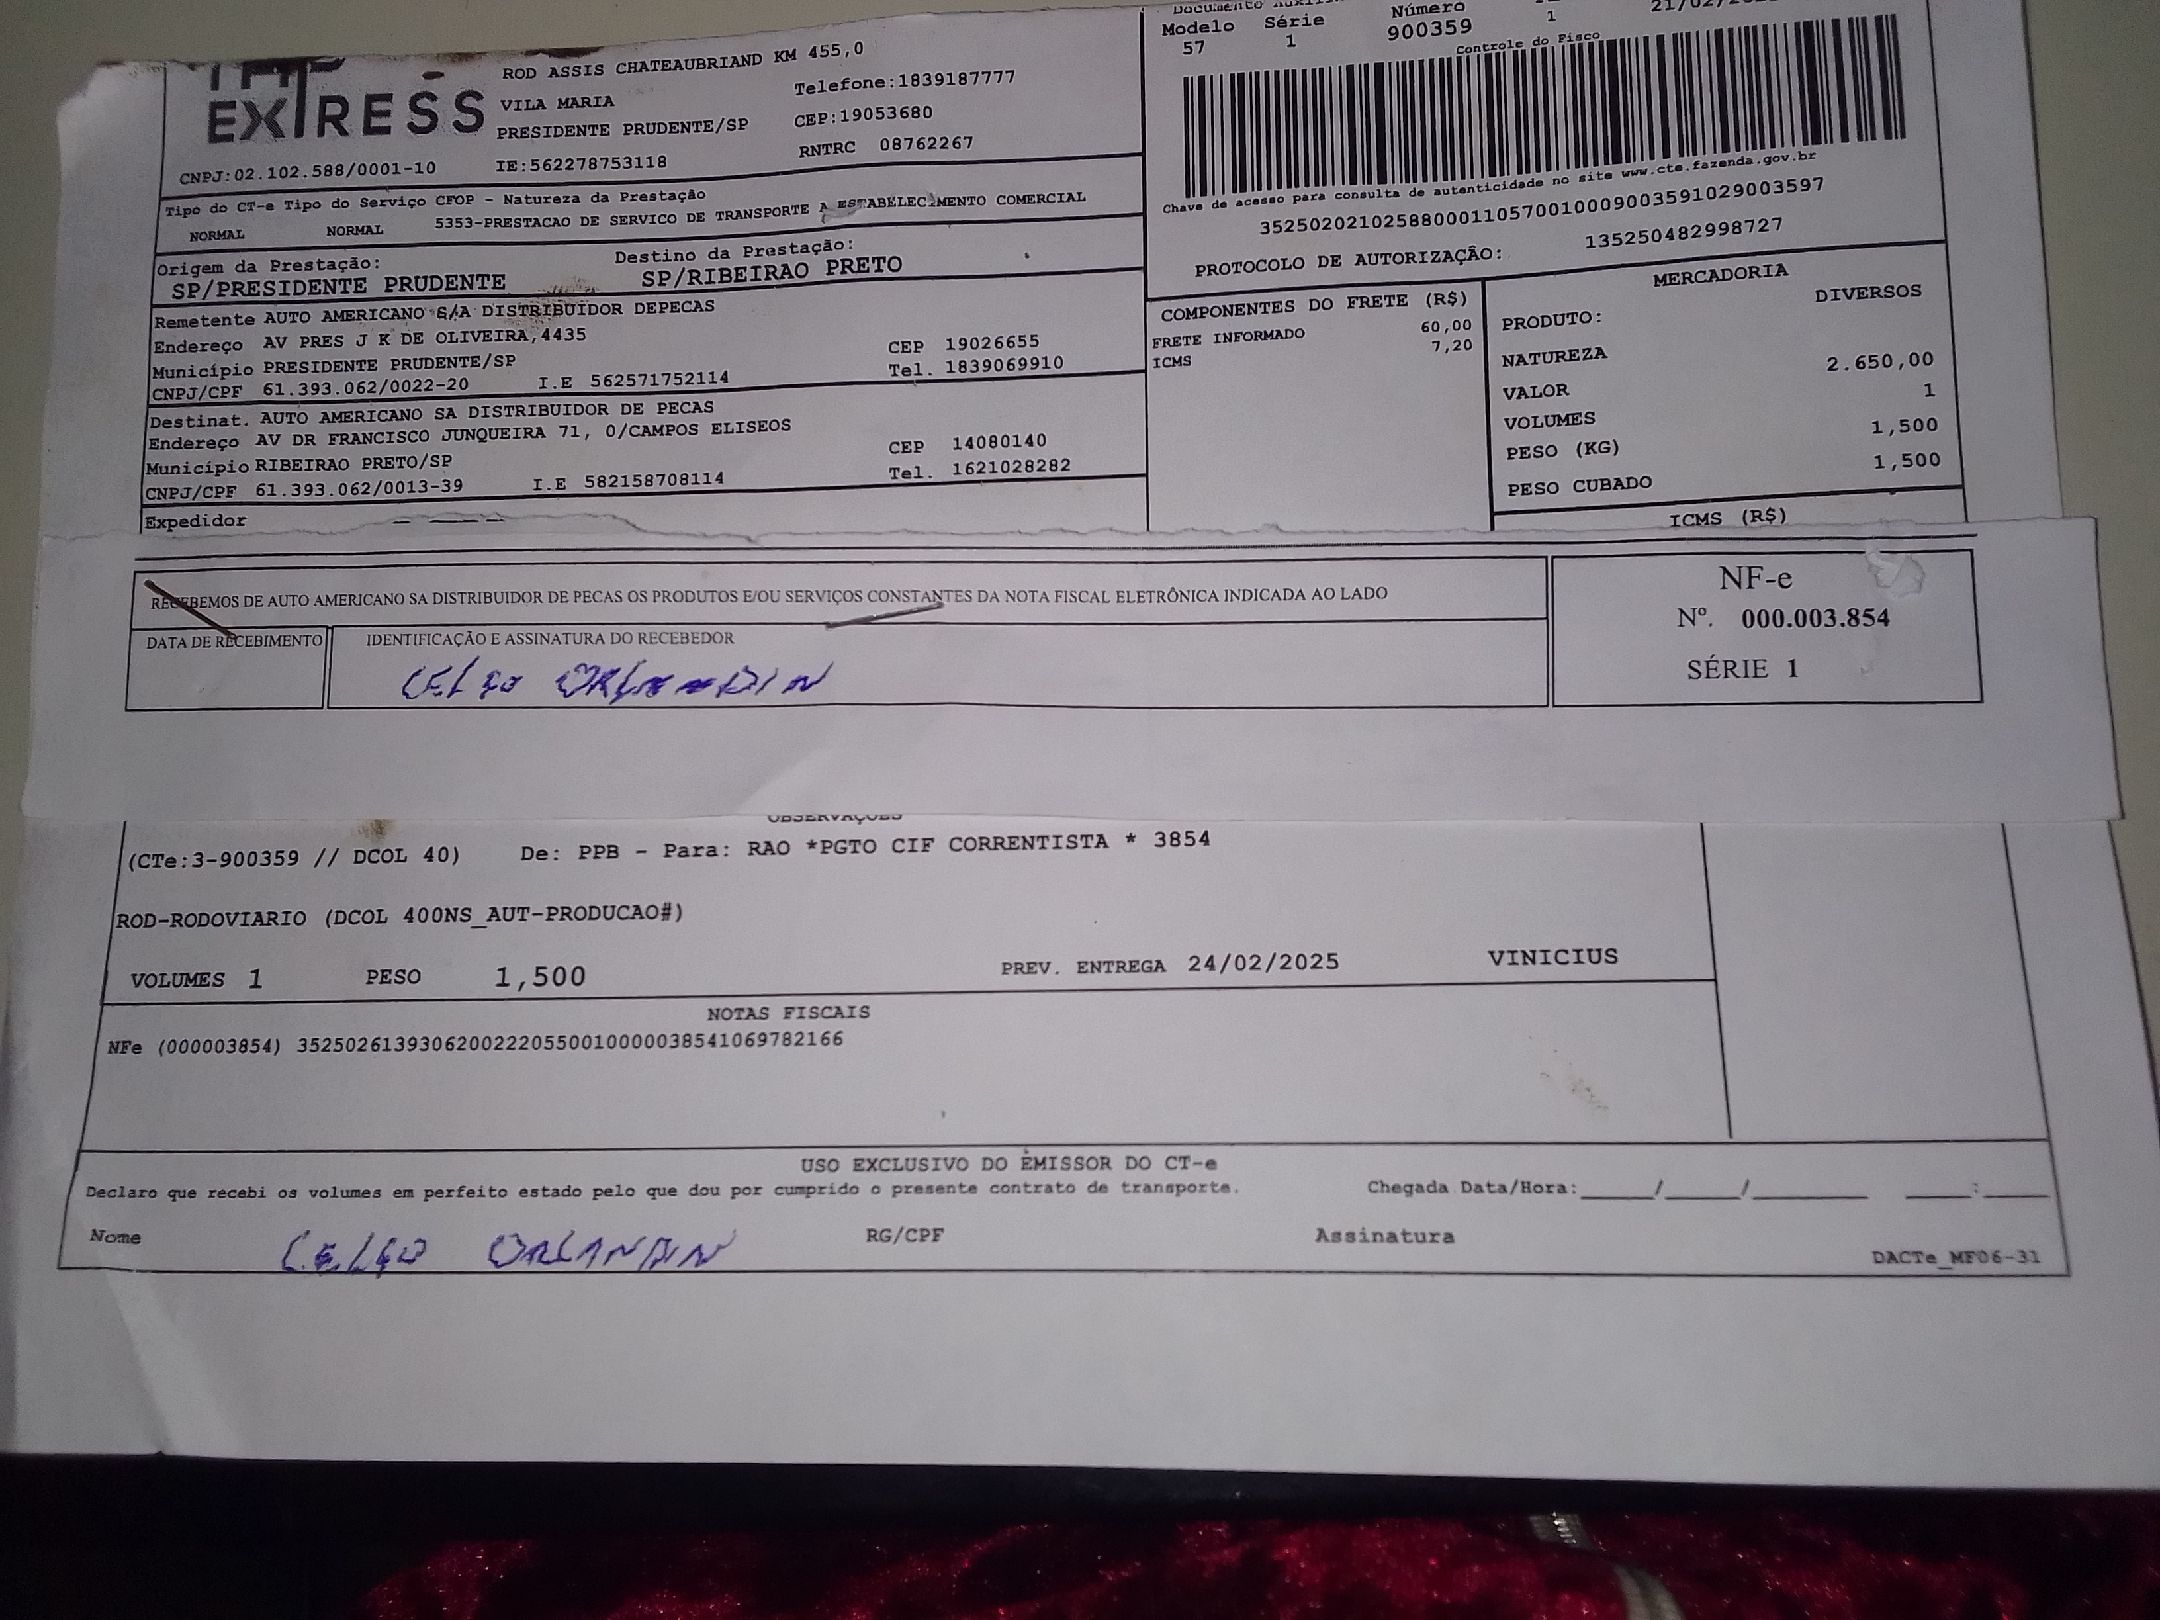 EXPRESS
ROD ASSIS CHATEAUBRIAND KM 455,0
VILA MARIA
Telefone:1839187777
PRESIDENTE PRUDENTE/SP
CEP:19053680
CNPJ:02.102.588/0001-10
IE:562278753118
RNTRC 08762267
Modelo Série Número
57 1 900359 1
Controle do Fisco
Chave de acesso para consulta de autenticidade no site www.cte.fazenda.gov.br
35250202102588000110570010009003591029003597
PROTOCOLO DE AUTORIZAÇÃO: 135250482998727
Tipo do CT-e Tipo do Serviço CFOP - Natureza da Prestação
NORMAL NORMAL 5353-PRESTACAO DE SERVICO DE TRANSPORTE A ESTABELECIMENTO COMERCIAL
Origem da Prestação: Destino da Prestação:
SP/PRESIDENTE PRUDENTE SP/RIBEIRAO PRETO
Remetente AUTO AMERICANO S/A DISTRIBUIDOR DEPECAS
Endereço AV PRES J K DE OLIVEIRA,4435
Município PRESIDENTE PRUDENTE/SP CEP 19026655
CNPJ/CPF 61.393.062/0022-20 I.E 562571752114 Tel. 1839069910
Destinat. AUTO AMERICANO SA DISTRIBUIDOR DE PECAS
Endereço AV DR FRANCISCO JUNQUEIRA 71, 0/CAMPOS ELISEOS
Município RIBEIRAO PRETO/SP CEP 14080140
CNPJ/CPF 61.393.062/0013-39 I.E 582158708114 Tel. 1621028282
Expedidor
COMPONENTES DO FRETE (R$)
FRETE INFORMADO 60,00
ICMS 7,20
MERCADORIA
PRODUTO: DIVERSOS
NATUREZA
VALOR 2.650,00
VOLUMES 1
PESO (KG) 1,500
PESO CUBADO 1,500
ICMS (R$)
RECEBEMOS DE AUTO AMERICANO SA DISTRIBUIDOR DE PECAS OS PRODUTOS E/OU SERVIÇOS CONSTANTES DA NOTA FISCAL ELETRÔNICA INDICADA AO LADO
DATA DE RECEBIMENTO IDENTIFICAÇÃO E ASSINATURA DO RECEBEDOR
CELSO ORLANDIN
NF-e
Nº. 000.003.854
SÉRIE 1
OBSERVAÇÕES
(CTe:3-900359 // DCOL 40) De: PPB - Para: RAO *PGTO CIF CORRENTISTA * 3854
ROD-RODOVIARIO (DCOL 400NS_AUT-PRODUCAO#)
VOLUMES 1 PESO 1,500 PREV. ENTREGA 24/02/2025 VINICIUS
NOTAS FISCAIS
NFe (000003854) 35250261393062002220550010000038541069782166
USO EXCLUSIVO DO EMISSOR DO CT-e
Declaro que recebi os volumes em perfeito estado pelo que dou por cumprido o presente contrato de transporte. Chegada Data/Hora:____/____/______ ___:___
Nome CELSO ORLANDIN RG/CPF Assinatura
DACTe_MF06-31